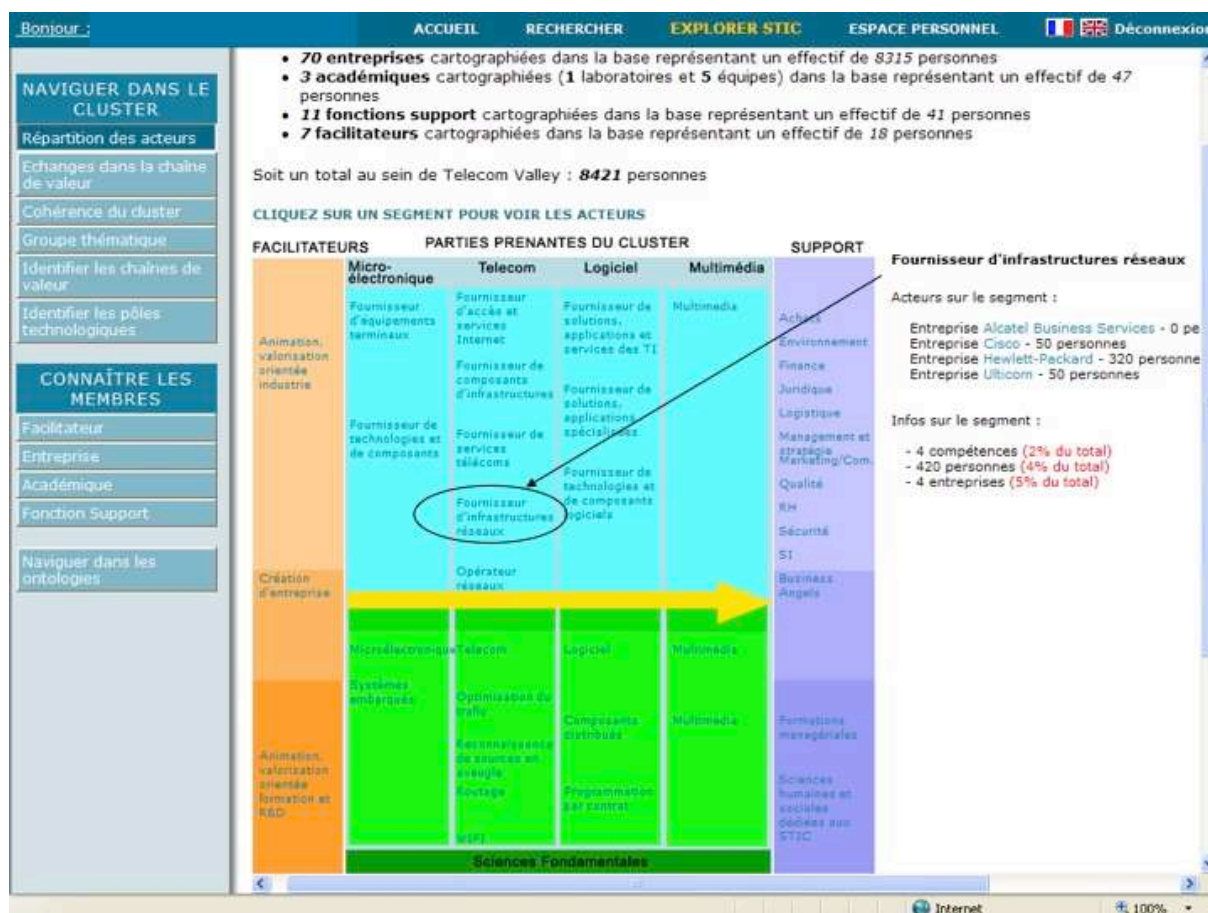 Bonjour :
ACCUEIL RECHERCHER EXPLORER STIC ESPACE PERSONNEL Déconnexion
NAVIGUER DANS LE
CLUSTER
Répartition des acteurs
Echanges dans la chaîne
de valeur
Cohérence du cluster
Groupe thématique
Identifier les chaînes de
valeur
Identifier les pôles
technologiques
CONNAÎTRE LES
MEMBRES
Facilitateur
Entreprise
Académique
Fonction Support
Naviguer dans les
ontologies
• 70 entreprises cartographiées dans la base représentant un effectif de 8315 personnes
• 3 académiques cartographiées (1 laboratoires et 5 équipes) dans la base représentant un effectif de 47
personnes
• 11 fonctions support cartographiées dans la base représentant un effectif de 41 personnes
• 7 facilitateurs cartographiées dans la base représentant un effectif de 18 personnes
Soit un total au sein de Telecom Valley : 8421 personnes
CLIQUEZ SUR UN SEGMENT POUR VOIR LES ACTEURS
FACILITATEURS
Animation,
valorisation
orientée
industrie
Création
d'entreprise
Animation,
valorization
orientée
formation et
R&D
PARTIES PRENANTES DU CLUSTER
Micro-
électronique
Fournisseur
d'équipements
terminaux
Fournisseur de
technologies et
de composants
Microélectronique
Systèmes
embarqués
Telecom
Fournisseur
d'accès et
services
Internet
Fournisseur de
composants
d'infrastructures
Fournisseur de
services
télécoms
Fournisseur
d'infrastructures
réseaux
Opérateur
réseaux
Telecom
Optimisation du
trafic
Reconnaissance
de sources en
aveugle
Routage
WIFI
Logiciel
Fournisseur de
solutions,
applications et
services des TI
Fournisseur de
solutions,
applications
spécialisées
Fournisseur de
technologies et
de composants
logiciels
Logiciel
Composants
distribués
Programmation
par contrat
Multimédia
Multimedia
Multimédia
Multimedia
Sciences Fondamentales
SUPPORT
Achats
Environnement
Finance
Juridique
Logistique
Management et
stratégie
Marketing/Com.
Qualité
RH
Sécurité
SI
Business
Angels
Formations
managériales
Sciences
humaines et
sociales
dédiées aux
STIC
Fournisseur d'infrastructures réseaux
Acteurs sur le segment :
Entreprise Alcatel Business Services - 0 pe
Entreprise Cisco - 50 personnes
Entreprise Hewlett-Packard - 320 personne
Entreprise Ulticom - 50 personnes
Infos sur le segment :
- 4 compétences (2% du total)
- 420 personnes (4% du total)
- 4 entreprises (5% du total)
Internet 100%